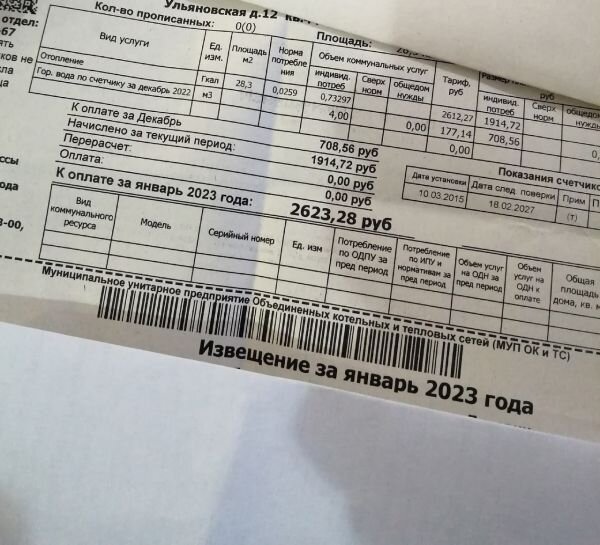 Ульяновская д.12 кв.
Кол-во прописанных: 0(0)
отдел:
Площадь:
-67
Вид услуги
Ед. изм.
Площадь м2
Норма потребле ния
Объем коммунальных услуг
Тариф, руб
индивид. потреб
Сверх норм
общедом нужды
руб
индивид. потреб
Сверх норм
общедом нужды
Отопление
Гкал
28,3
0,0259
0,73297
2612,27
1914,72
Гор. вода по счетчику за декабрь 2022
м3
4,00
0,00
177,14
708,56
0,00
К оплате за Декабрь
708,56 руб
Начислено за текущий период:
1914,72 руб
Перерасчет:
0,00 руб
Оплата:
0,00 руб
К оплате за январь 2023 года:
2623,28 руб
Показания счетчико
Дата установки
Дата след. поверки
Прим
10.03.2015
18.02.2027
(т)
Вид коммунального ресурса
Модель
Серийный номер
Ед. изм
Потребление по ОДПУ за пред период
Потребление по ИПУ и нормативам за пред период
Объем услуг на ОДН за пред период
Объем услуг на ОДН к оплате
Общая площадь дома, кв. м
Муниципальное унитарное предприятие Объединенных котельных и тепловых сетей (МУП ОК и ТС)
Извещение за январь 2023 года